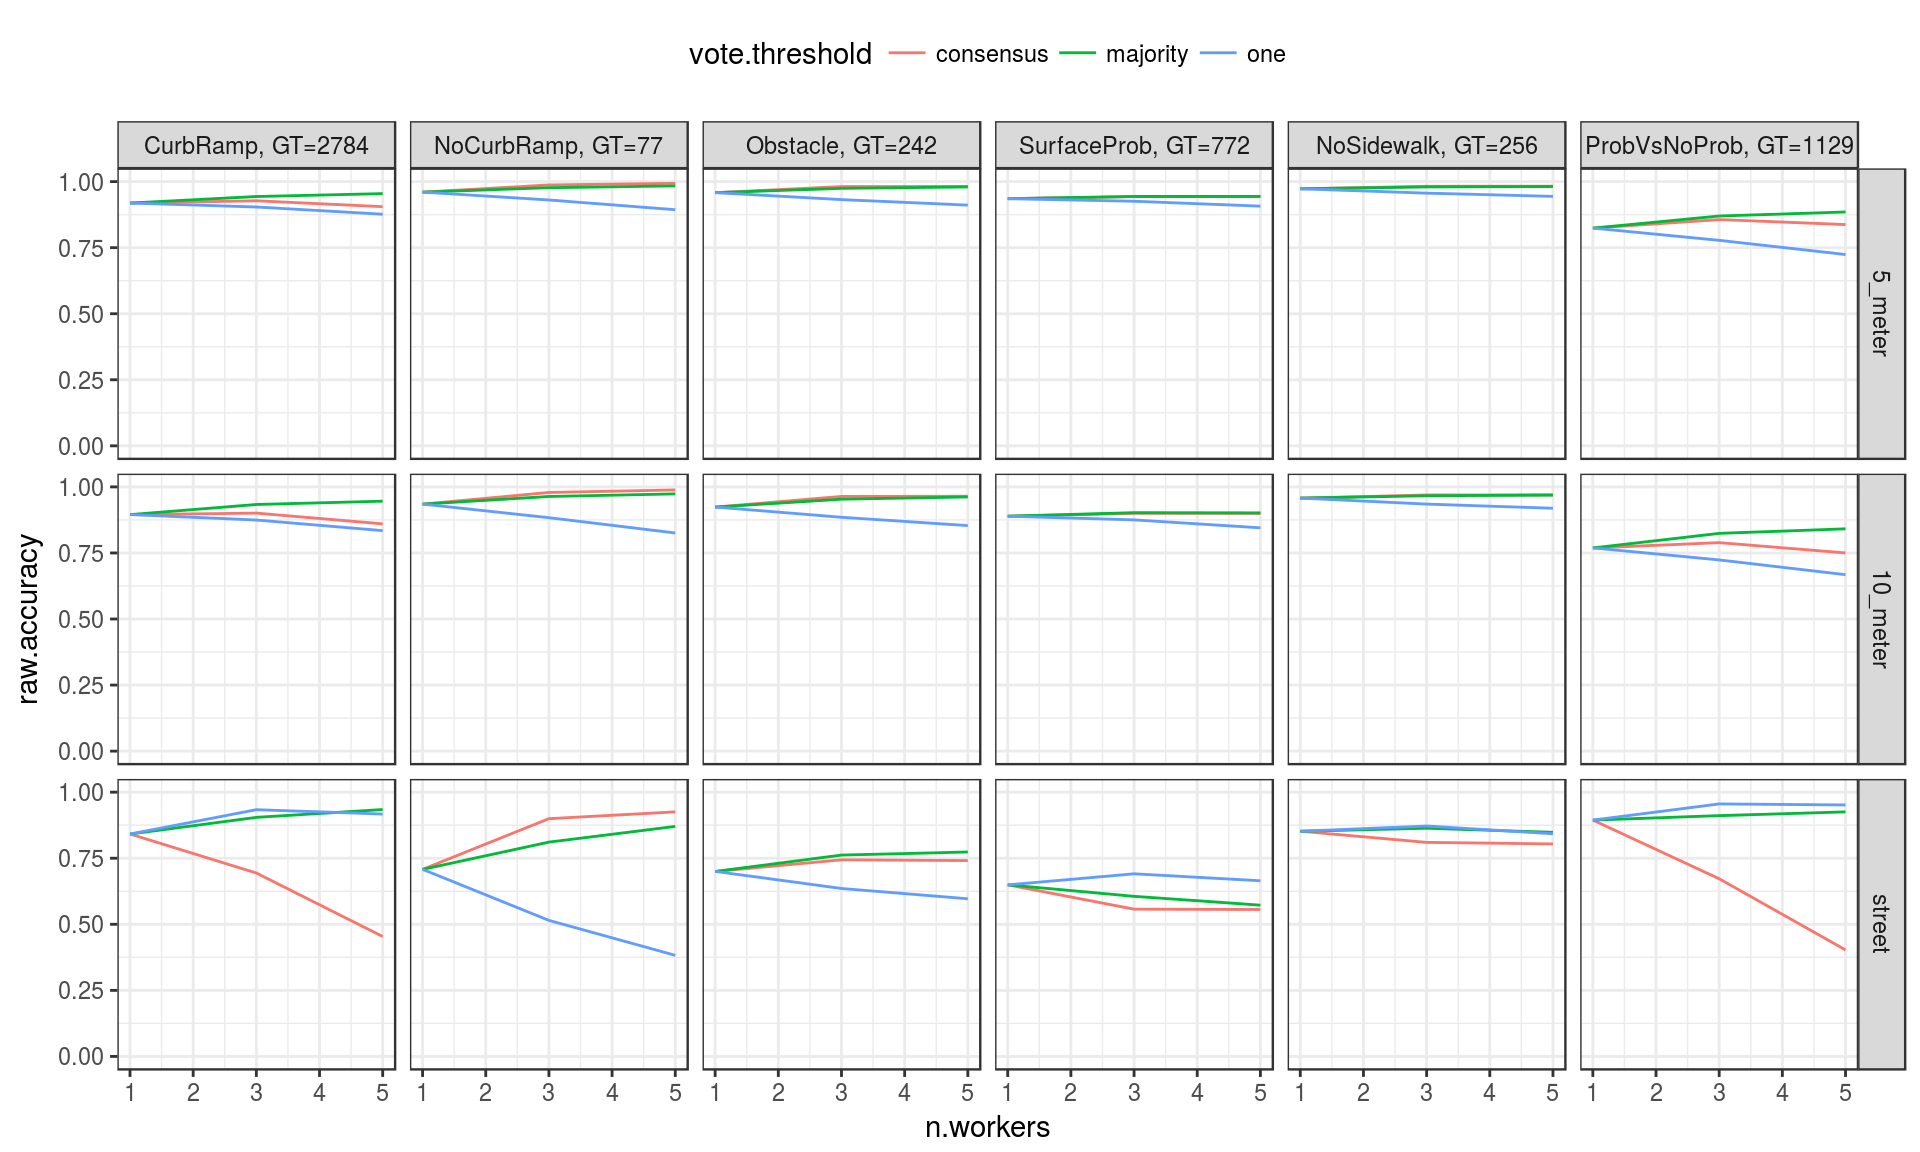 vote.threshold consensus majority one
CurbRamp, GT=2784 NoCurbRamp, GT=77 Obstacle, GT=242 SurfaceProb, GT=772 NoSidewalk, GT=256 ProbVsNoProb, GT=1129
1.00
0.75
0.50
0.25
0.00
5_meter
1.00
0.75
0.50
0.25
0.00
10_meter
1.00
0.75
0.50
0.25
0.00
street
raw.accuracy
1 2 3 4 5 1 2 3 4 5 1 2 3 4 5 1 2 3 4 5 1 2 3 4 5 1 2 3 4 5
n.workers